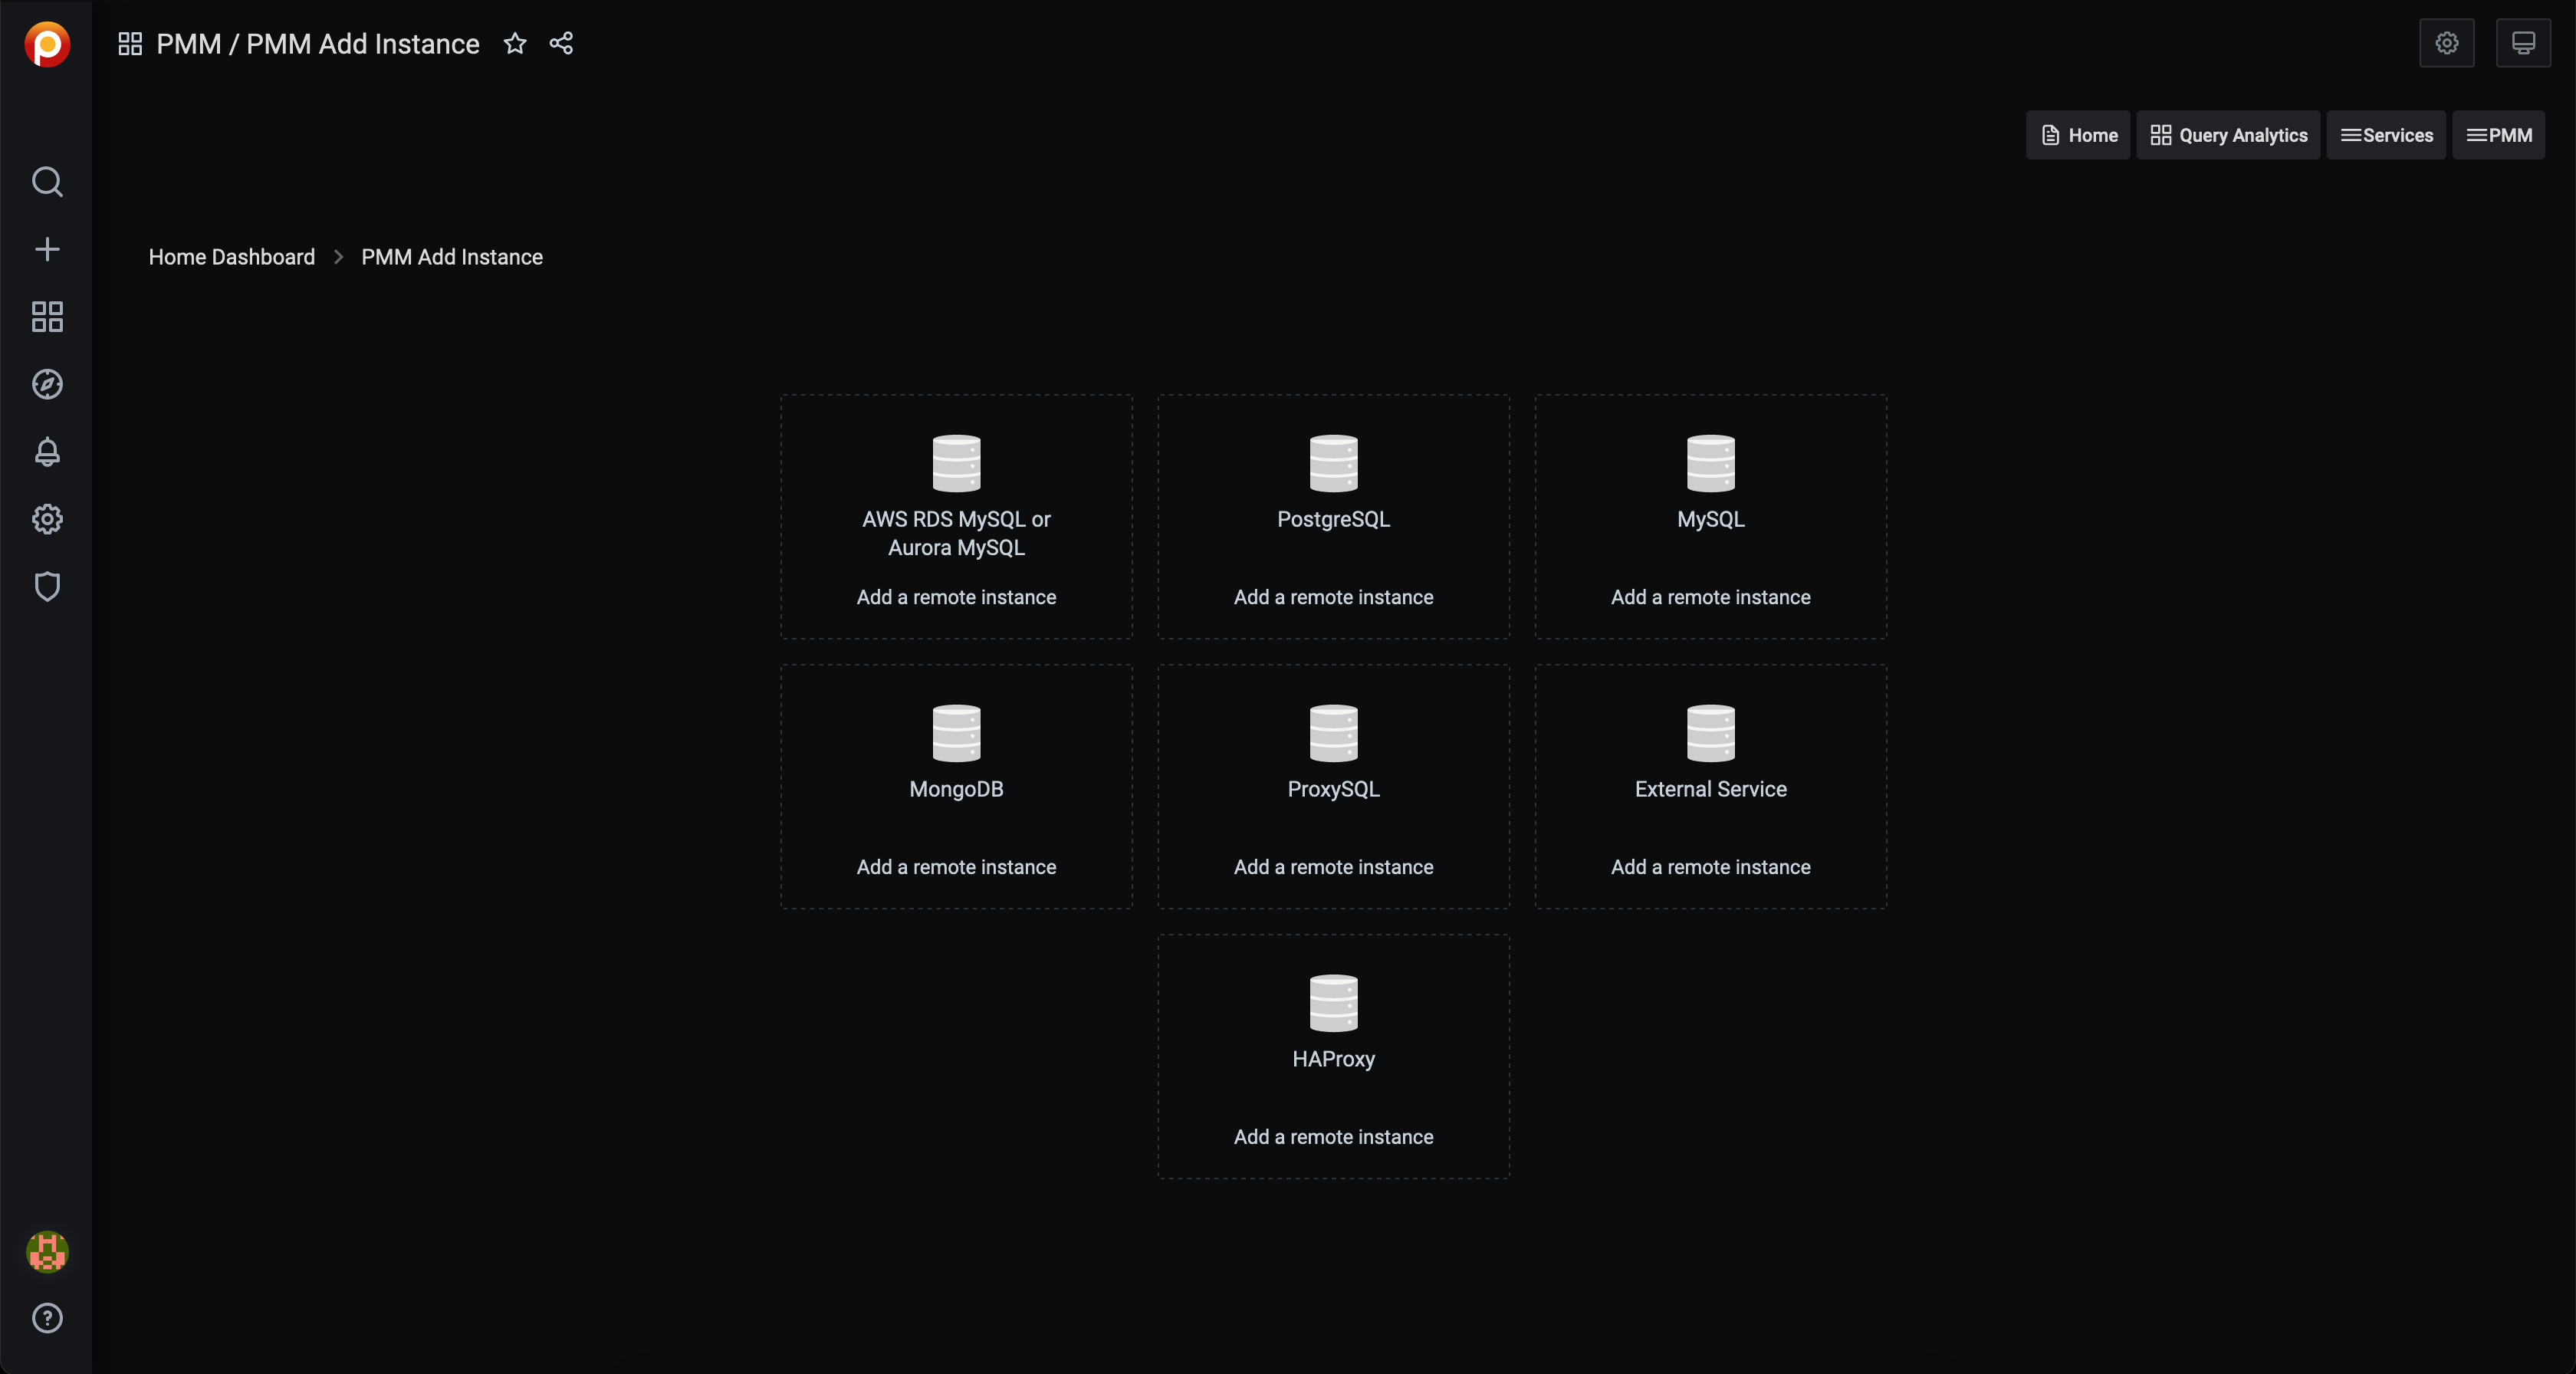 PMM / PMM Add Instance
Home
Query Analytics
Services
PMM
Home Dashboard > PMM Add Instance
AWS RDS MySQL or
Aurora MySQL
Add a remote instance
PostgreSQL
Add a remote instance
MySQL
Add a remote instance
MongoDB
Add a remote instance
ProxySQL
Add a remote instance
External Service
Add a remote instance
HAProxy
Add a remote instance